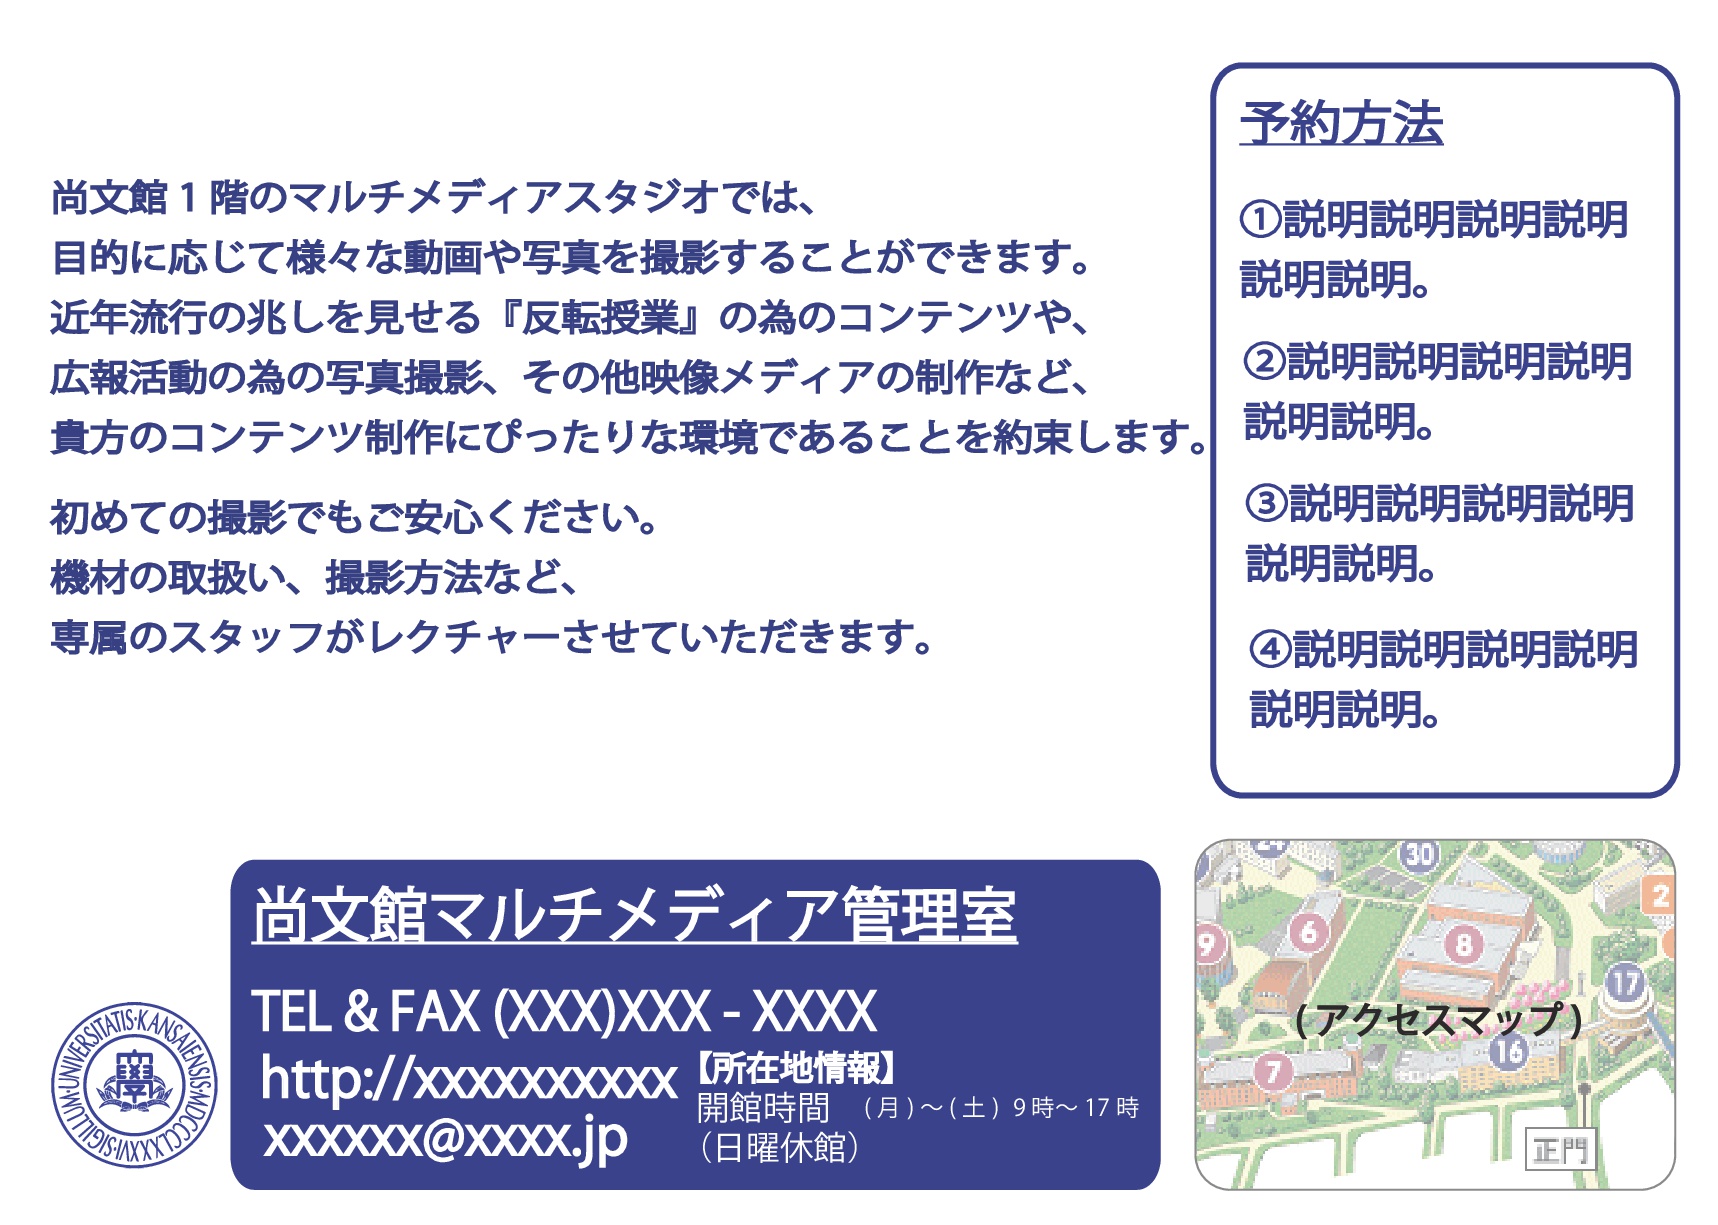 尚文館 1 階のマルチメディアスタジオでは、
目的に応じて様々な動画や写真を撮影することができます。
近年流行の兆しを見せる『反転授業』の為のコンテンツや、
広報活動の為の写真撮影、その他映像メディアの制作など、
貴方のコンテンツ制作にぴったりな環境であることを約束します。
初めての撮影でもご安心ください。
機材の取扱い、撮影方法など、
専属のスタッフがレクチャーさせていただきます。
予約方法
①説明説明説明説明
説明説明。
②説明説明説明説明
説明説明。
③説明説明説明説明
説明説明。
④説明説明説明説明
説明説明。
UNIVERSITATIS·KANSAIENSIS·MDCCCLXXXVI·SIGILLUM·
尚文館マルチメディア管理室
TEL & FAX (XXX)XXX - XXXX
http://xxxxxxxxxx
xxxxxx@xxxx.jp
【所在地情報】
開館時間 (月)～(土) 9時～17時
（日曜休館）
24
30
2
9
6
8
17
(アクセスマップ)
16
7
正門